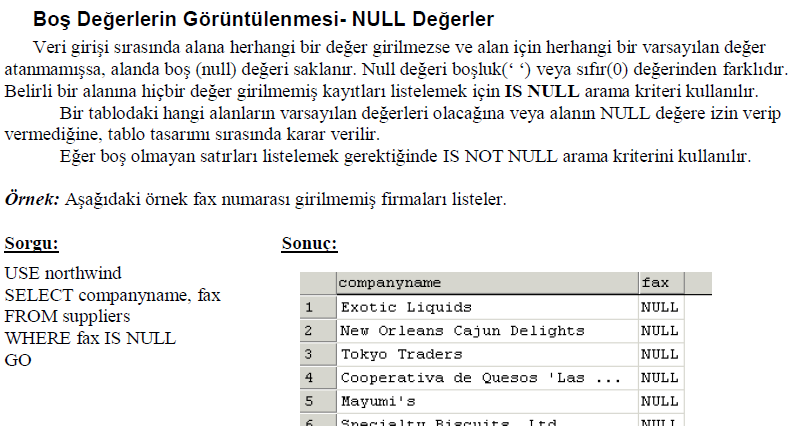 Boş Değerlerin Görüntülenmesi- NULL Değerler
Veri girişi sırasında alana herhangi bir değer girilmezse ve alan için herhangi bir varsayılan değer
atanmamışsa, alanda boş (null) değeri saklanır. Null değeri boşluk(‘ ‘) veya sıfır(0) değerinden farklıdır.
Belirli bir alanına hiçbir değer girilmemiş kayıtları listelemek için IS NULL arama kriteri kullanılır.
Bir tablodaki hangi alanların varsayılan değerleri olacağına veya alanın NULL değere izin verip
vermediğine, tablo tasarımı sırasında karar verilir.
Eğer boş olmayan satırları listelemek gerektiğinde IS NOT NULL arama kriterini kullanılır.
Örnek: Aşağıdaki örnek fax numarası girilmemiş firmaları listeler.
Sorgu:
USE northwind
SELECT companyname, fax
FROM suppliers
WHERE fax IS NULL
GO
Sonuç:
companyname fax
1 Exotic Liquids NULL
2 New Orleans Cajun Delights NULL
3 Tokyo Traders NULL
4 Cooperativa de Quesos 'Las ... NULL
5 Mayumi's NULL
6 Specialty Biscuits, Ltd. NULL